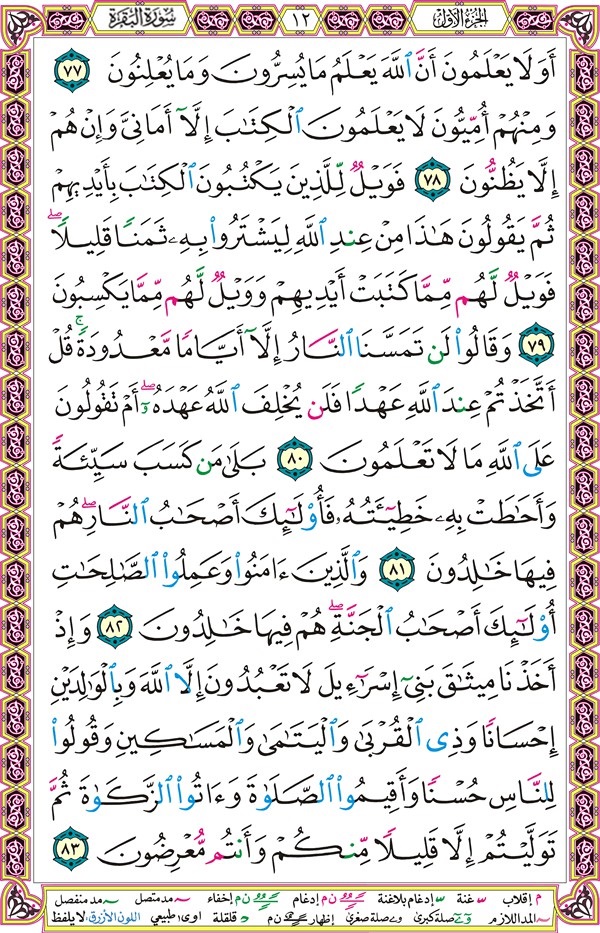 الجزء الأول
١٢
سورة البقرة
أَوَلَا يَعْلَمُونَ أَنَّ ٱللَّهَ يَعْلَمُ مَا يُسِرُّونَ وَمَا يُعْلِنُونَ ٧٧
وَمِنْهُمْ أُمِّيُّونَ لَا يَعْلَمُونَ ٱلْكِتَٰبَ إِلَّآ أَمَانِىَّ وَإِنْ هُمْ
إِلَّا يَظُنُّونَ ٧٨ فَوَيْلٌ لِّلَّذِينَ يَكْتُبُونَ ٱلْكِتَٰبَ بِأَيْدِيهِمْ
ثُمَّ يَقُولُونَ هَٰذَا مِنْ عِندِ ٱللَّهِ لِيَشْتَرُوا۟ بِهِۦ ثَمَنًا قَلِيلًا ۖ
فَوَيْلٌ لَّهُم مِّمَّا كَتَبَتْ أَيْدِيهِمْ وَوَيْلٌ لَّهُم مِّمَّا يَكْسِبُونَ
٧٩ وَقَالُوا۟ لَن تَمَسَّنَا ٱلنَّارُ إِلَّآ أَيَّامًا مَّعْدُودَةً ۚ قُلْ
أَتَّخَذْتُمْ عِندَ ٱللَّهِ عَهْدًا فَلَن يُخْلِفَ ٱللَّهُ عَهْدَهُۥٓ ۖ أَمْ تَقُولُونَ
عَلَى ٱللَّهِ مَا لَا تَعْلَمُونَ ٨٠ بَلَىٰ مَن كَسَبَ سَيِّئَةً
وَأَحَٰطَتْ بِهِۦ خَطِيٓـَٔتُهُۥ فَأُو۟لَٰٓئِكَ أَصْحَٰبُ ٱلنَّارِ ۖ هُمْ
فِيهَا خَٰلِدُونَ ٨١ وَٱلَّذِينَ ءَامَنُوا۟ وَعَمِلُوا۟ ٱلصَّٰلِحَٰتِ
أُو۟لَٰٓئِكَ أَصْحَٰبُ ٱلْجَنَّةِ ۖ هُمْ فِيهَا خَٰلِدُونَ ٨٢ وَإِذْ
أَخَذْنَا مِيثَٰقَ بَنِىٓ إِسْرَٰٓءِيلَ لَا تَعْبُدُونَ إِلَّا ٱللَّهَ وَبِٱلْوَٰلِدَيْنِ
إِحْسَانًا وَذِى ٱلْقُرْبَىٰ وَٱلْيَتَٰمَىٰ وَٱلْمَسَٰكِينِ وَقُولُوا۟
لِلنَّاسِ حُسْنًا وَأَقِيمُوا۟ ٱلصَّلَوٰةَ وَءَاتُوا۟ ٱلزَّكَوٰةَ ثُمَّ
تَوَلَّيْتُمْ إِلَّا قَلِيلًا مِّنكُمْ وَأَنتُم مُّعْرِضُونَ ٨٣
م إقلاب غنة إدغام بلاغنة ن م إدغام إخفاء مد متصل مد منفصل
المد اللازم صلة كبرى صلة صغرى إظهار ن م قلقلة اوى طبيعي اللون الأزرق: لا يلفظ